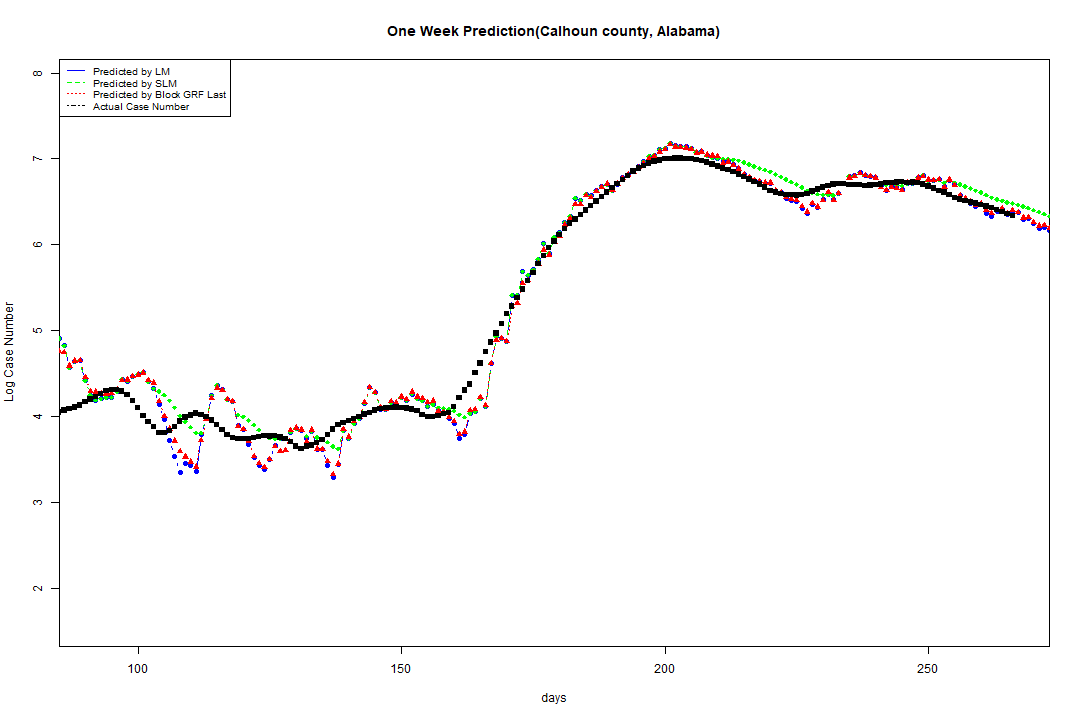 One Week Prediction(Calhoun county, Alabama)
Predicted by LM
Predicted by SLM
Predicted by Block GRF Last
Actual Case Number
8
7
6
5
4
3
2
Log Case Number
100 150 200 250
days